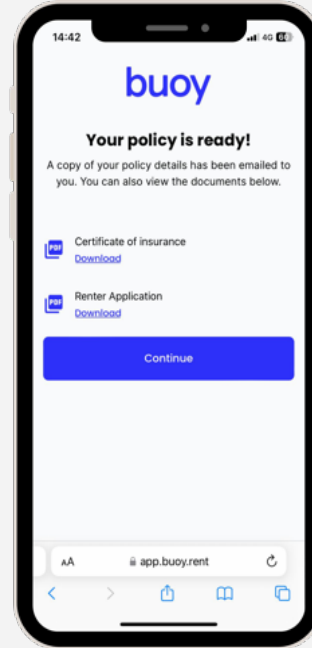 14:42
4G 60
buoy
Your policy is ready!
A copy of your policy details has been emailed to
you. You can also view the documents below.
PDF
Certificate of insurance
Download
PDF
Renter Application
Download
Continue
AA
app.buoy.rent